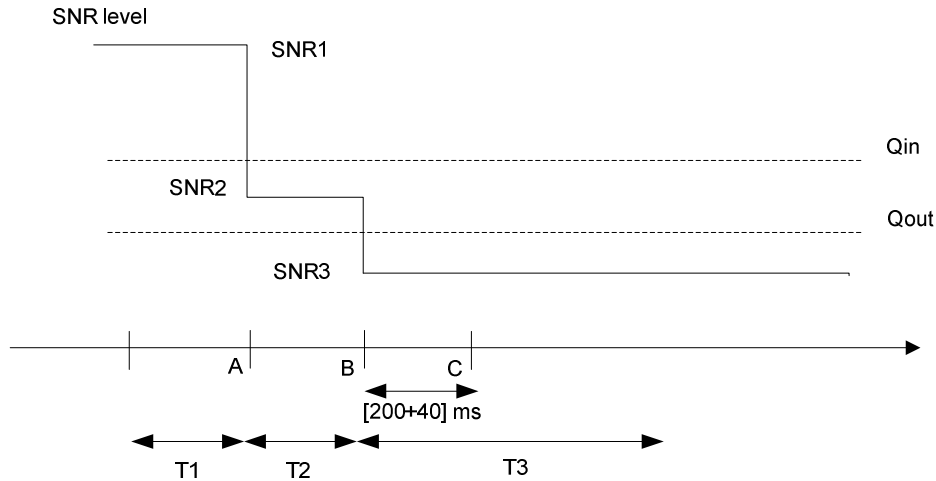 SNR level
SNR1
Qin
SNR2
Qout
SNR3
A B C
[200+40] ms
T1 T2 T3